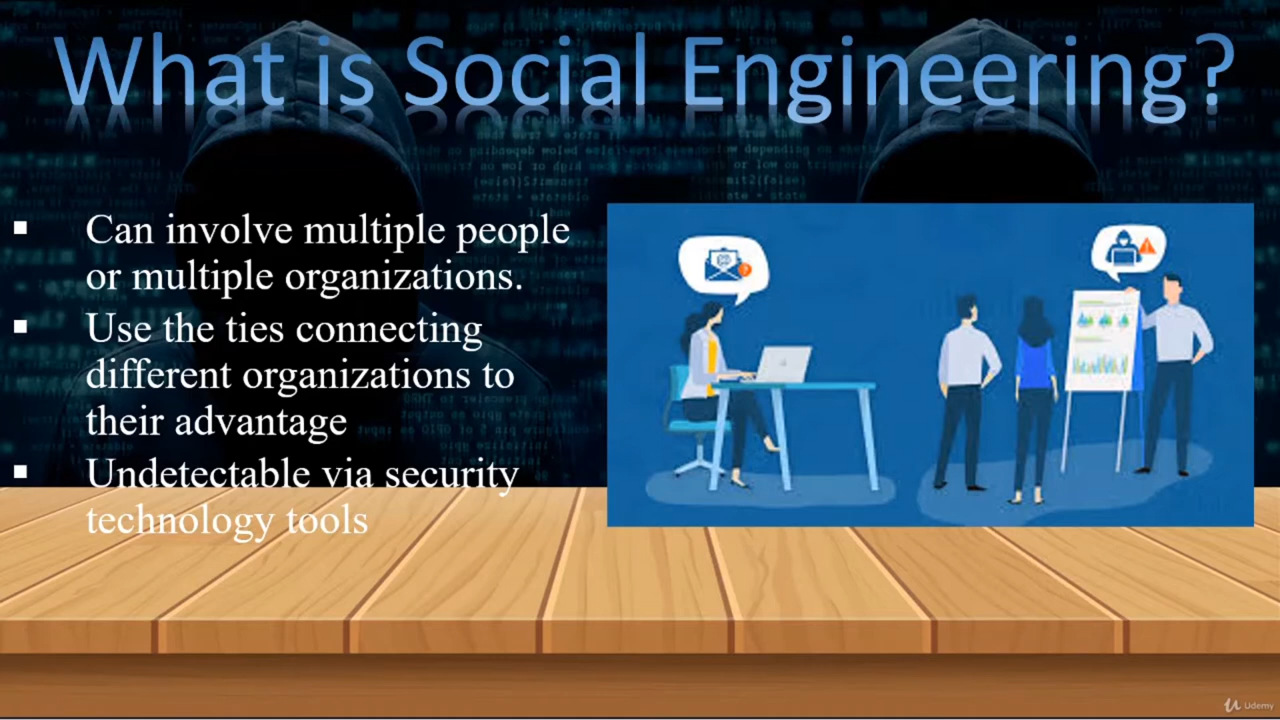 What is Social Engineering?
▪ Can involve multiple people
or multiple organizations.
▪ Use the ties connecting
different organizations to
their advantage
▪ Undetectable via security
technology tools
Udemy